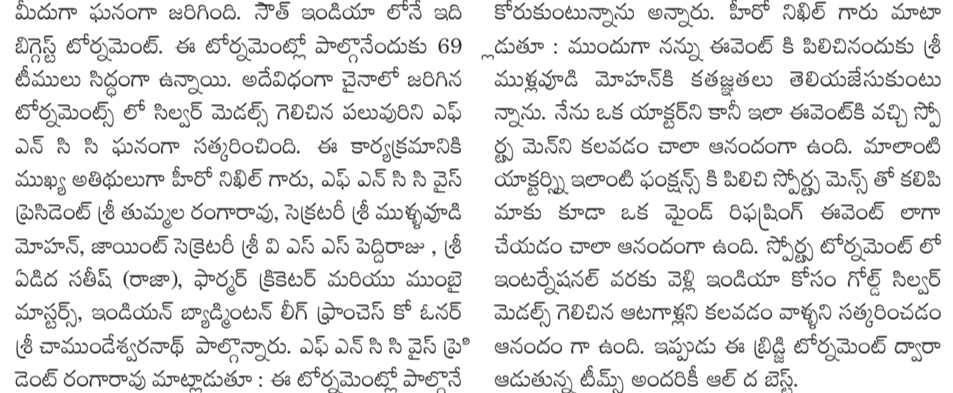 మీదుగా ఘనంగా జరిగింది. సౌత్ ఇండియా లోనే ఇది
బిగ్గెస్ట్ టోర్నమెంట్. ఈ టోర్నమెంట్లో పాల్గొనేందుకు 69
టీములు సిద్ధంగా ఉన్నాయి. అదేవిధంగా చైనాలో జరిగిన
టోర్నమెంట్స్ లో సిల్వర్ మెడల్స్ గెలిచిన పలువురిని ఎఫ్
ఎన్ సి సి ఘనంగా సత్కరించింది. ఈ కార్యక్రమానికి
ముఖ్య అతిథులుగా హీరో నిఖిల్ గారు, ఎఫ్ ఎన్ సి సి వైస్
ప్రెసిడెంట్ శ్రీ తుమ్మల రంగారావు, సెక్రటరీ శ్రీ ముళ్ళవూడి
మోహన్, జాయింట్ సెక్రెటరీ శ్రీ వి ఎస్ ఎస్ పెద్దిరాజు , శ్రీ
ఏడిద సతీష్ (రాజా), ఫార్మర్ క్రికెటర్ మరియు ముంబై
మాస్టర్స్, ఇండియన్ బ్యాడ్మింటన్ లీగ్ ఫ్రాంచెస్ కో ఓనర్
శ్రీ చాముండేశ్వరనాథ్ పాల్గొన్నారు. ఎఫ్ ఎన్ సి సి వైస్ ప్రెసి
డెంట్ రంగారావు మాట్లాడుతూ : ఈ టోర్నమెంట్లో పాల్గొనే
కోరుకుంటున్నాను అన్నారు. హీరో నిఖిల్ గారు మాటా
్లడుతూ : ముందుగా నన్ను ఈవెంట్ కి పిలిచినందుకు శ్రీ
ముళ్లవూడి మోహన్‌కి కతజ్ఞతలు తెలియజేసుకుంటు
న్నాను. నేను ఒక యాక్టర్‌ని కానీ ఇలా ఈవెంట్‌కి వచ్చి స్పో
ర్ట్స మెన్‌ని కలవడం చాలా ఆనందంగా ఉంది. మాలాంటి
యాక్టర్స్ని ఇలాంటి ఫంక్షన్స్ కి పిలిచి స్పోర్ట్స మెన్స్ తో కలిపి
మాకు కూడా ఒక మైండ్ రిఫ్రెషింగ్ ఈవెంట్ లాగా
చేయడం చాలా ఆనందంగా ఉంది. స్పోర్ట్స టోర్నమెంట్ లో
ఇంటర్నేషనల్ వరకు వెళ్లి ఇండియా కోసం గోల్డ్ సిల్వర్
మెడల్స్ గెలిచిన ఆటగాళ్లని కలవడం వాళ్ళని సత్కరించడం
ఆనందం గా ఉంది. ఇప్పుడు ఈ బ్రిడ్జి టోర్నమెంట్ ద్వారా
ఆడుతున్న టీమ్స్ అందరికీ ఆల్ ద బెస్ట్.